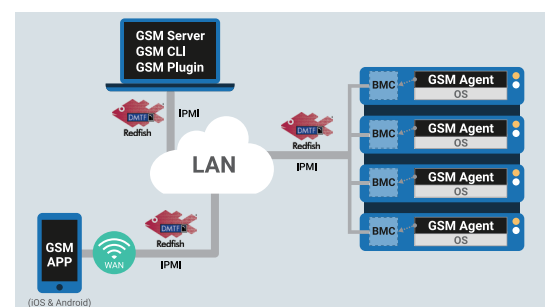 GSM Server
GSM CLI
GSM Plugin
DMTF
Redfish
IPMI
LAN
DMTF
Redfish
IPMI
BMC
GSM Agent
OS
BMC
GSM Agent
OS
BMC
GSM Agent
OS
BMC
GSM Agent
OS
GSM
APP
WAN
DMTF
Redfish
IPMI
(iOS & Android)